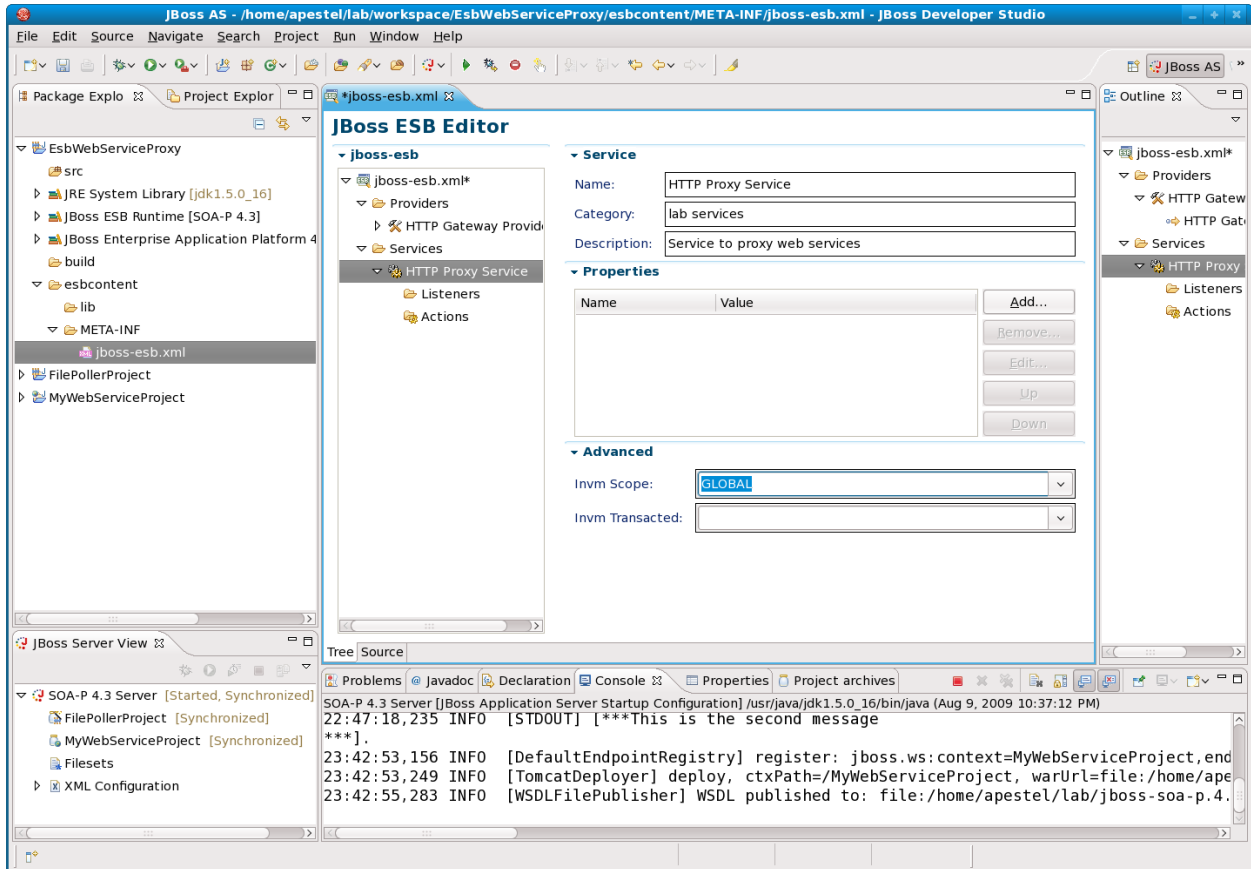 JBoss AS - /home/apestel/lab/workspace/EsbWebServiceProxy/esbcontent/META-INF/jboss-esb.xml - JBoss Developer Studio
File Edit Source Navigate Search Project Run Window Help
JBoss AS
Package Explo
Project Explor
*jboss-esb.xml
Outline
EsbWebServiceProxy
src
JRE System Library [jdk1.5.0_16]
JBoss ESB Runtime [SOA-P 4.3]
JBoss Enterprise Application Platform 4
build
esbcontent
lib
META-INF
jboss-esb.xml
FilePollerProject
MyWebServiceProject
JBoss ESB Editor
jboss-esb
jboss-esb.xml*
Providers
HTTP Gateway Provid
Services
HTTP Proxy Service
Listeners
Actions
Service
Name: HTTP Proxy Service
Category: lab services
Description: Service to proxy web services
Properties
Name Value
Add...
Remove...
Edit...
Up
Down
Advanced
Invm Scope: GLOBAL
Invm Transacted:
Tree Source
jboss-esb.xml*
Providers
HTTP Gatew
HTTP Gat
Services
HTTP Proxy
Listeners
Actions
JBoss Server View
SOA-P 4.3 Server [Started, Synchronized]
FilePollerProject [Synchronized]
MyWebServiceProject [Synchronized]
Filesets
XML Configuration
Problems @ Javadoc Declaration Console Properties Project archives
SOA-P 4.3 Server [JBoss Application Server Startup Configuration] /usr/java/jdk1.5.0_16/bin/java (Aug 9, 2009 10:37:12 PM)
22:47:18,235 INFO [STDOUT] [***This is the second message
***].
23:42:53,156 INFO [DefaultEndpointRegistry] register: jboss.ws:context=MyWebServiceProject,end
23:42:53,249 INFO [TomcatDeployer] deploy, ctxPath=/MyWebServiceProject, warUrl=file:/home/ape
23:42:55,283 INFO [WSDLFilePublisher] WSDL published to: file:/home/apestel/lab/jboss-soa-p.4.